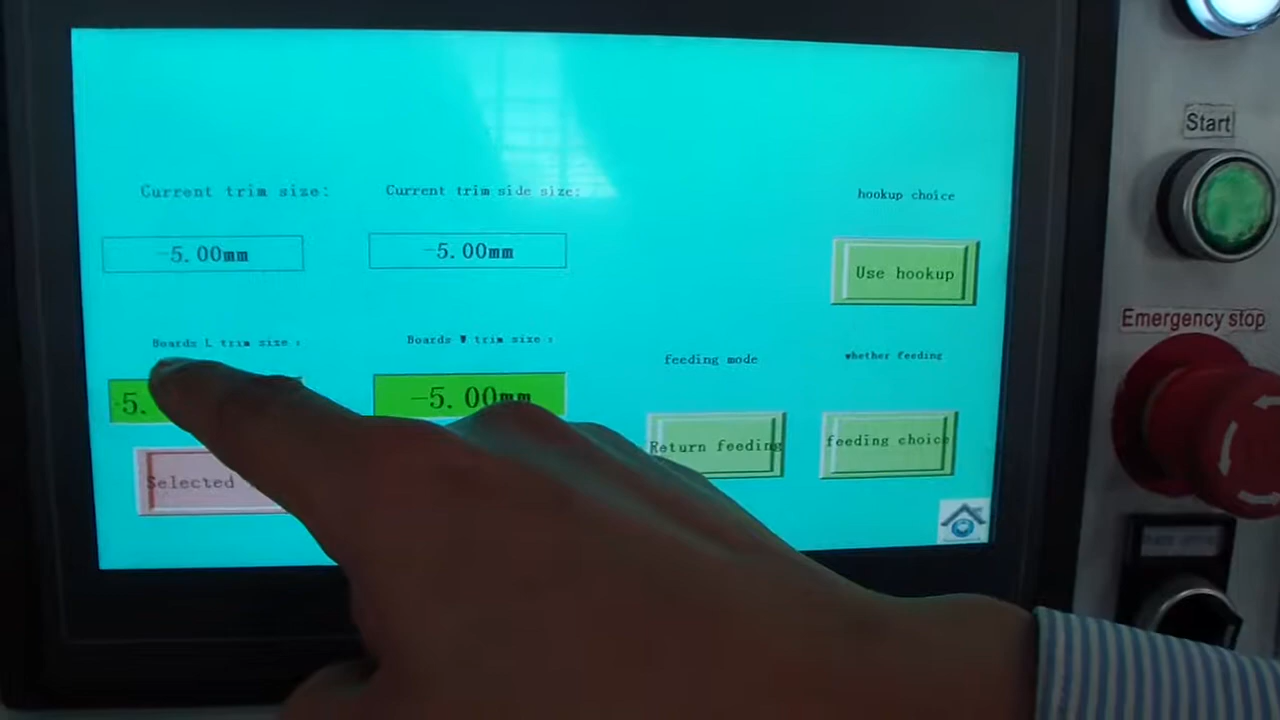 Start
Current trim size:
Current trim side size:
hookup choice
-5.00mm
-5.00mm
Use hookup
Emergency stop
Boards L trim size:
Boards W trim size:
feeding mode
whether feeding
-5.
-5.00mm
Return feeding
feeding choice
Selected